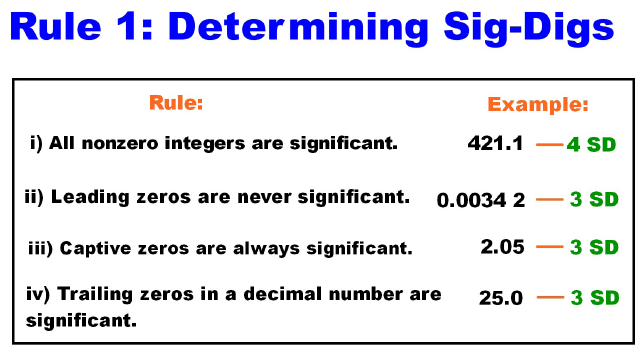 Rule 1: Determining Sig-Digs
Rule: Example:
i) All nonzero integers are significant. 421.1 — 4 SD
ii) Leading zeros are never significant. 0.0034 2 — 3 SD
iii) Captive zeros are always significant. 2.05 — 3 SD
iv) Trailing zeros in a decimal number are 25.0 — 3 SD
significant.